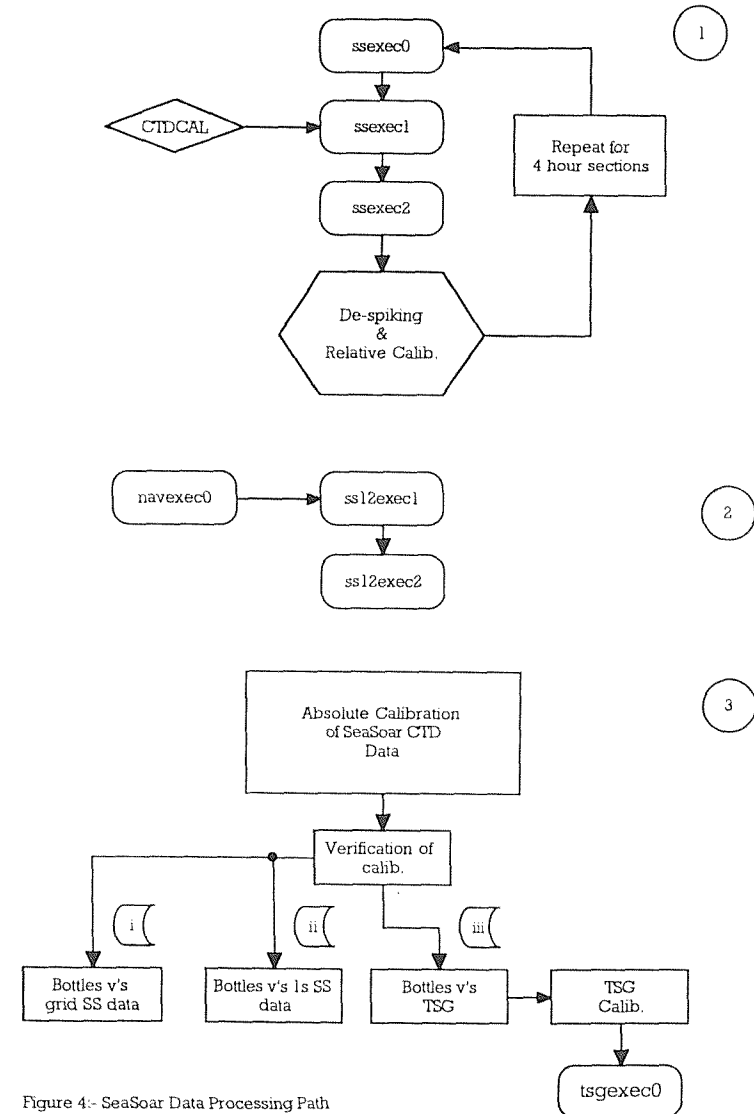 1
ssexec0
CTDCAL
ssexec1
Repeat for
4 hour sections
ssexec2
De-spiking
&
Relative Calib.
2
navexec0
ss12exec1
ss12exec2
3
Absolute Calibration
of SeaSoar CTD
Data
Verification of
calib.
i
ii
iii
Bottles v's
grid SS data
Bottles v's 1s SS
data
Bottles v's
TSG
TSG
Calib.
tsgexec0
Figure 4:- SeaSoar Data Processing Path